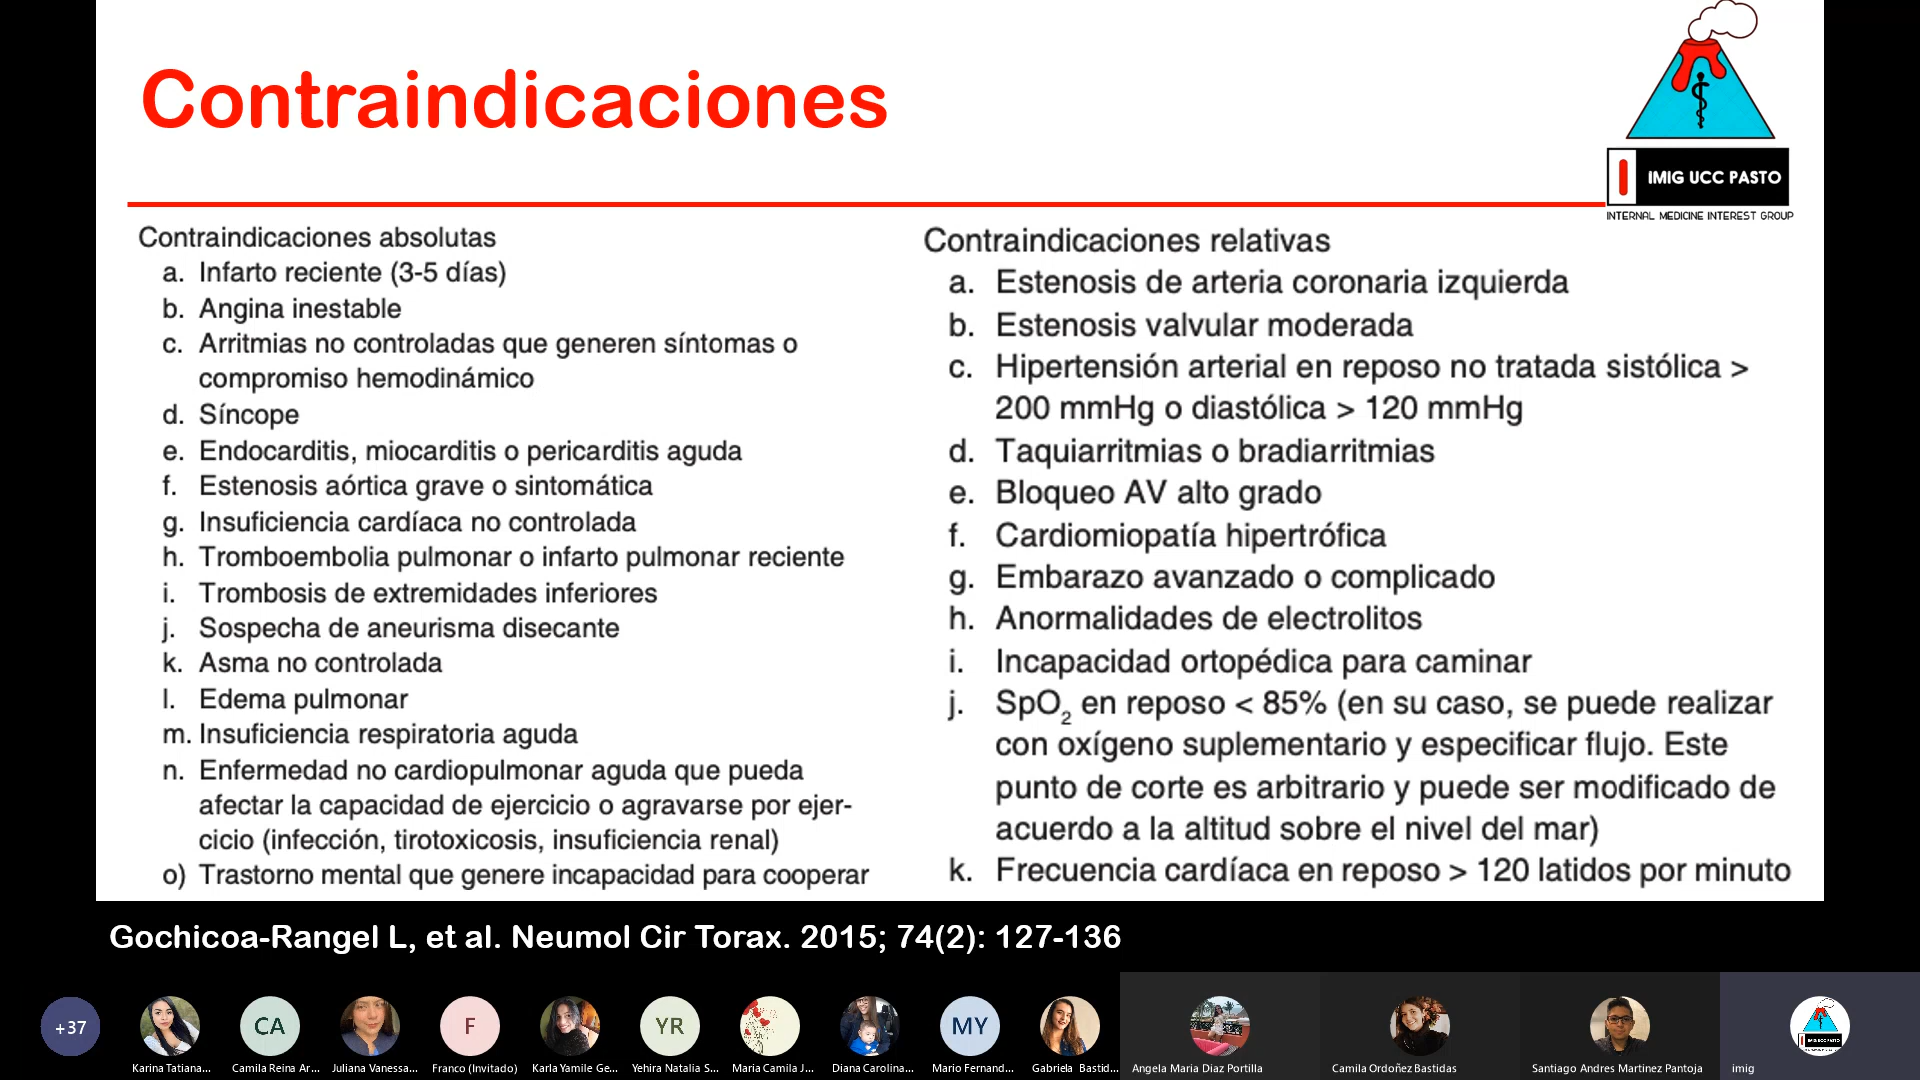 Contraindicaciones
IMIG UCC PASTO
INTERNAL MEDICINE INTEREST GROUP
Contraindicaciones absolutas
a. Infarto reciente (3-5 días)
b. Angina inestable
c. Arritmias no controladas que generen síntomas o
compromiso hemodinámico
d. Síncope
e. Endocarditis, miocarditis o pericarditis aguda
f. Estenosis aórtica grave o sintomática
g. Insuficiencia cardíaca no controlada
h. Tromboembolia pulmonar o infarto pulmonar reciente
i. Trombosis de extremidades inferiores
j. Sospecha de aneurisma disecante
k. Asma no controlada
l. Edema pulmonar
m. Insuficiencia respiratoria aguda
n. Enfermedad no cardiopulmonar aguda que pueda
afectar la capacidad de ejercicio o agravarse por ejer-
cicio (infección, tirotoxicosis, insuficiencia renal)
o) Trastorno mental que genere incapacidad para cooperar
Contraindicaciones relativas
a. Estenosis de arteria coronaria izquierda
b. Estenosis valvular moderada
c. Hipertensión arterial en reposo no tratada sistólica >
200 mmHg o diastólica > 120 mmHg
d. Taquiarritmias o bradiarritmias
e. Bloqueo AV alto grado
f. Cardiomiopatía hipertrófica
g. Embarazo avanzado o complicado
h. Anormalidades de electrolitos
i. Incapacidad ortopédica para caminar
j. SpO2 en reposo < 85% (en su caso, se puede realizar
con oxígeno suplementario y especificar flujo. Este
punto de corte es arbitrario y puede ser modificado de
acuerdo a la altitud sobre el nivel del mar)
k. Frecuencia cardíaca en reposo > 120 latidos por minuto
Gochicoa-Rangel L, et al. Neumol Cir Torax. 2015; 74(2): 127-136
+37
CA
F
YR
MY
Karina Tatiana...
Camila Reina Ar...
Juliana Vanessa...
Franco (Invitado)
Karla Yamile Ge...
Yehira Natalia S...
Maria Camila J...
Diana Carolina...
Mario Fernand...
Gabriela Bastid...
Angela Maria Diaz Portilla
Camila Ordoñez Bastidas
Santiago Andres Martinez Pantoja
IMIG UCC PASTO
imig